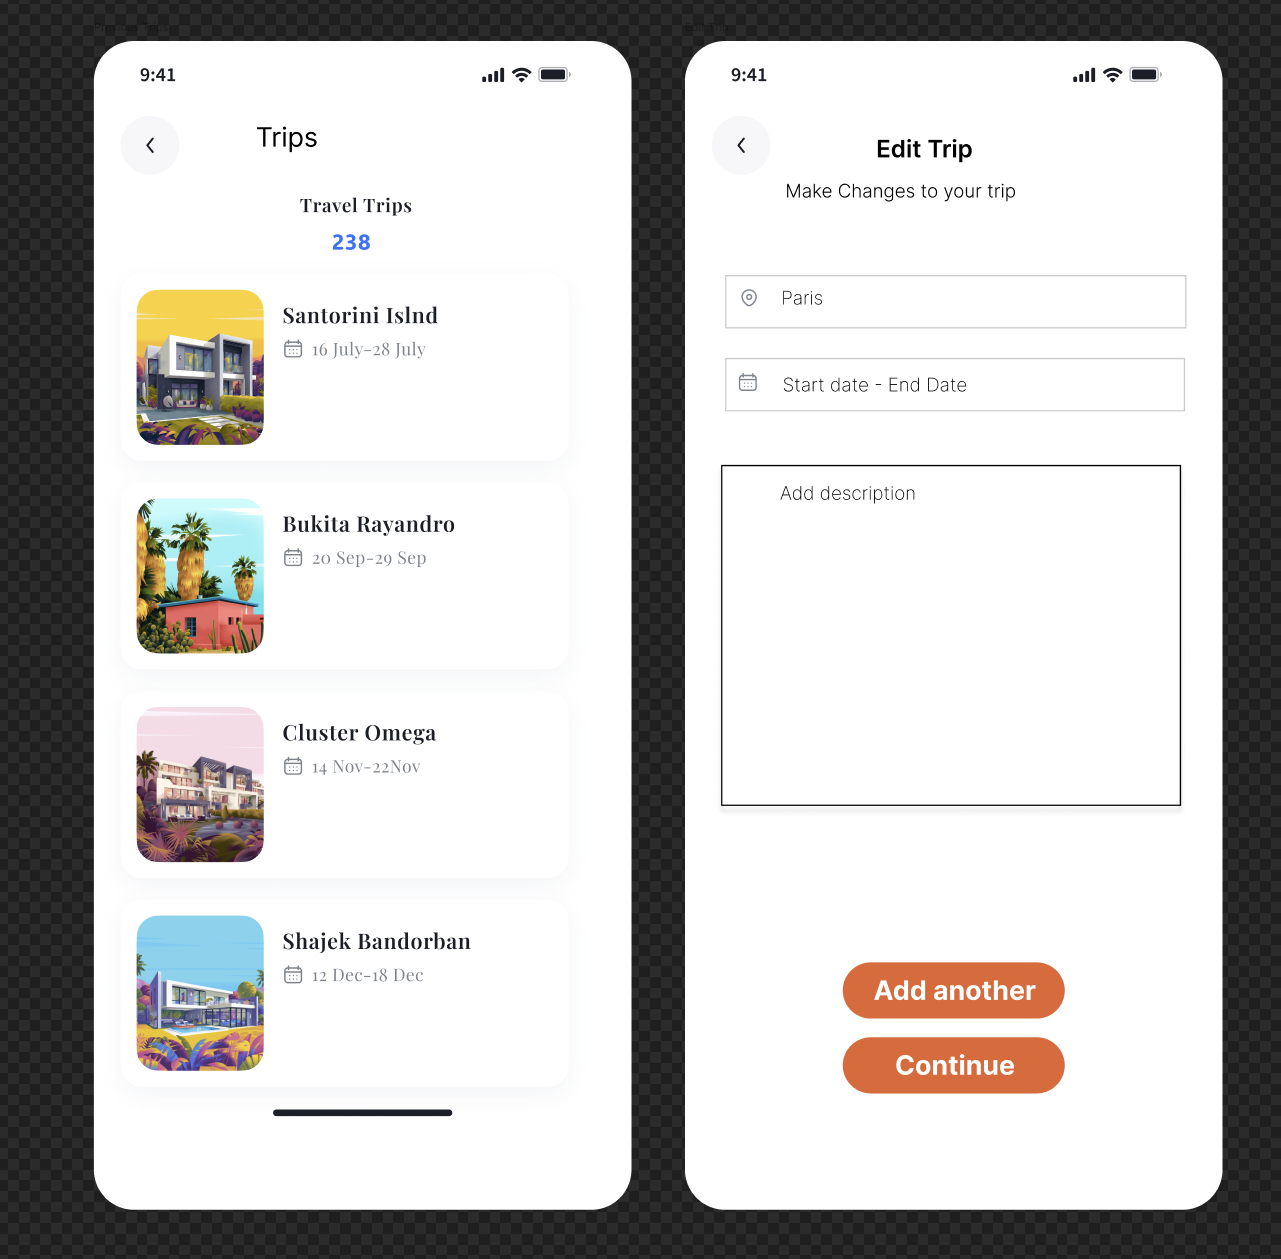 9:41
Trips
Travel Trips
238
Santorini Islnd
16 July-28 July
Bukita Rayandro
20 Sep-29 Sep
Cluster Omega
14 Nov-22Nov
Shajek Bandorban
12 Dec-18 Dec
9:41
Edit Trip
Make Changes to your trip
Paris
Start date - End Date
Add description
Add another
Continue